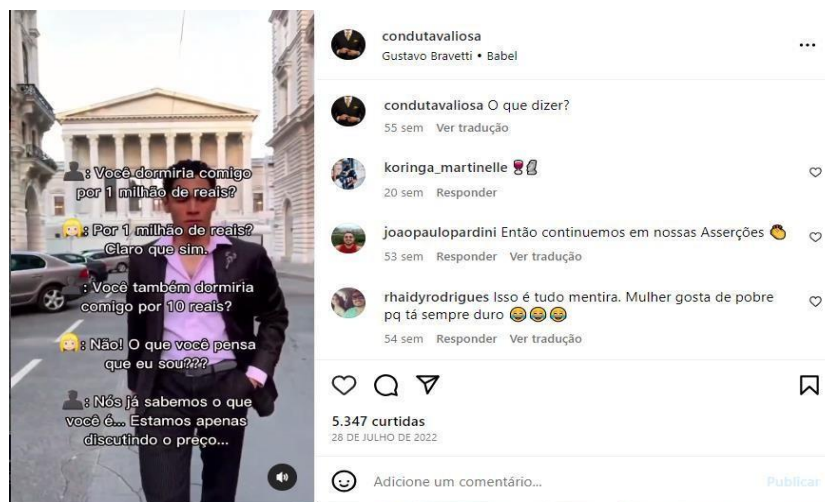 👤: Você dormiria comigo
por 1 milhão de reais?
👱‍♀️: Por 1 milhão de reais?
Claro que sim.
👤: Você também dormiria
comigo por 10 reais?
👱‍♀️: Não! O que você pensa
que eu sou???
👤: Nós já sabemos o que
você é... Estamos apenas
discutindo o preço...
condutavaliosa
Gustavo Bravetti • Babel
condutavaliosa O que dizer?
55 sem Ver tradução
koringa_martinelle 🍷🗿
20 sem Responder
joaopaulopardini Então continuemos em nossas Asserções 👏
53 sem Responder Ver tradução
rhaidyrodrigues Isso é tudo mentira. Mulher gosta de pobre
pq tá sempre duro 😂😂😂
54 sem Responder Ver tradução
5.347 curtidas
28 DE JULHO DE 2022
Adicione um comentário...
Publicar